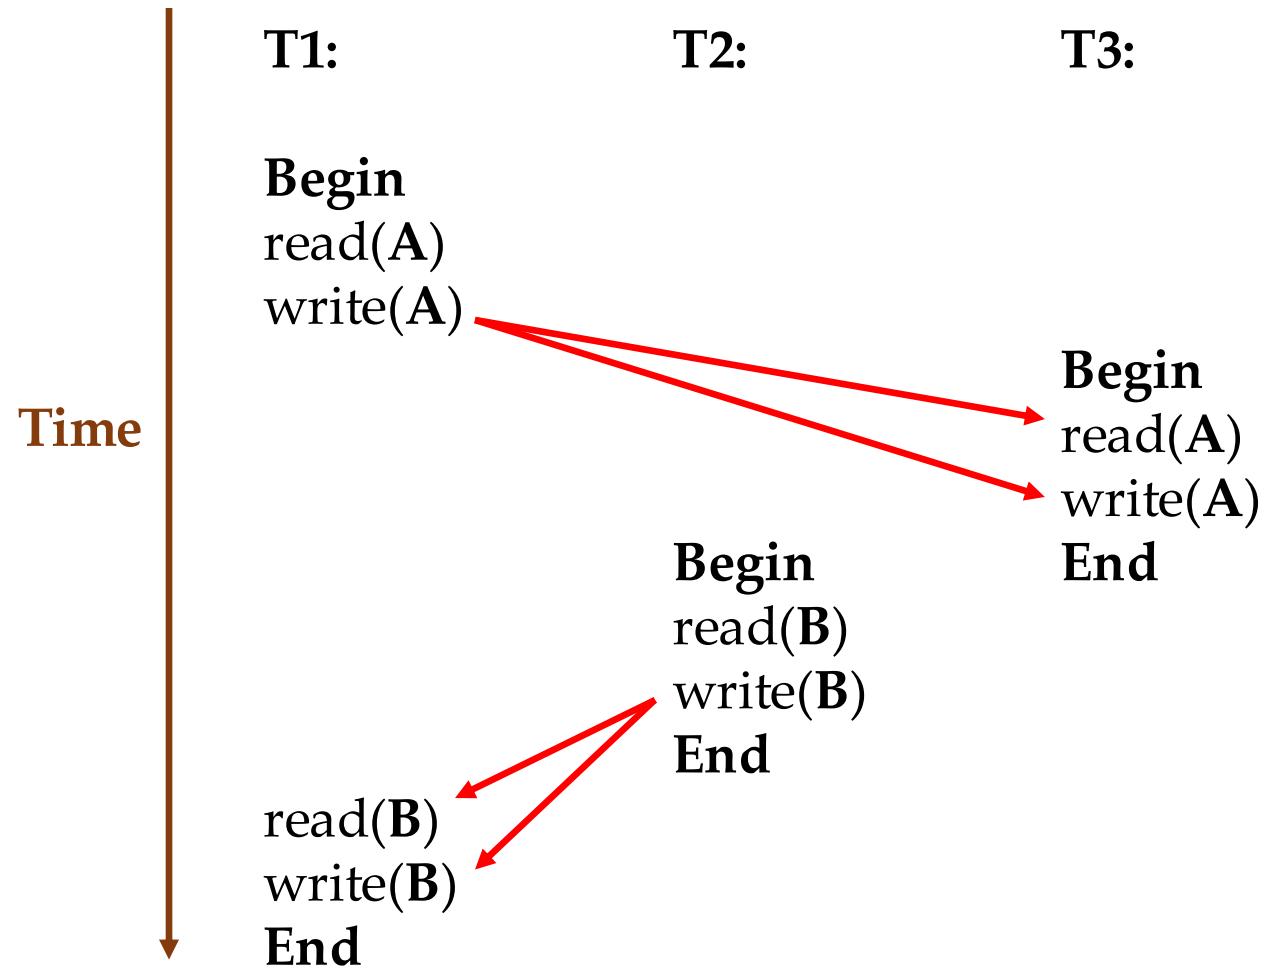 T1: T2: T3:
Begin
read(A)
write(A)
Begin
Time read(A)
write(A)
Begin End
read(B)
write(B)
End
read(B)
write(B)
End